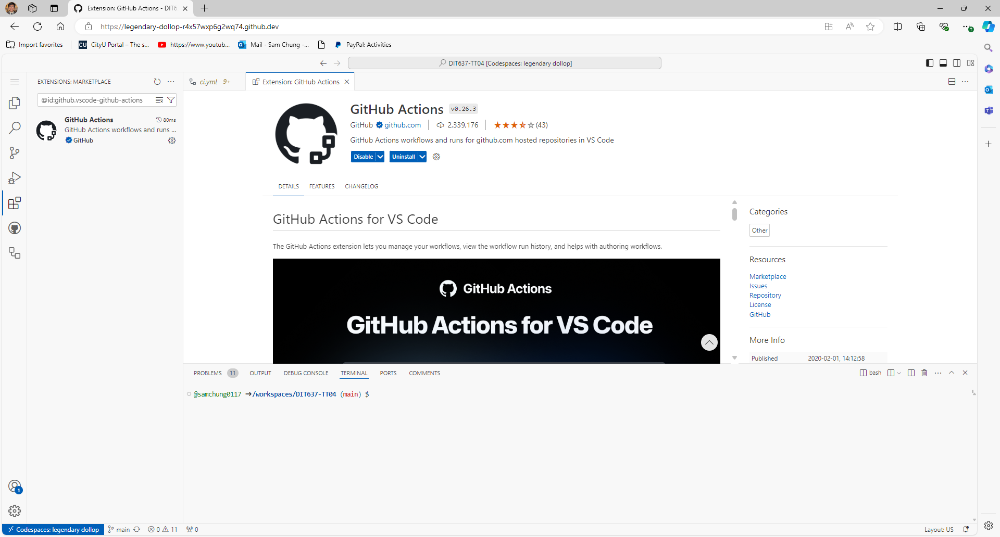 Extension: GitHub Actions - DIT6
https://legendary-dollop-r4x57wxp6g2wq74.github.dev
Import favorites
CU
CityU Portal – The s...
https://www.youtub...
Mail - Sam Chung -...
PayPal: Activities
DIT637-TT04 [Codespaces: legendary dollop]
EXTENSIONS: MARKETPLACE
ci.yml 9+
Extension: GitHub Actions
@id:github.vscode-github-actions
GitHub Actions
80ms
GitHub Actions workflows and runs ...
GitHub
GitHub Actions v0.26.3
GitHub github.com 2,339,176 (43)
GitHub Actions workflows and runs for github.com hosted repositories in VS Code
Disable
Uninstall
DETAILS FEATURES CHANGELOG
GitHub Actions for VS Code
The GitHub Actions extension lets you manage your workflows, view the workflow run history, and helps with authoring workflows.
GitHub Actions
GitHub Actions for VS Code
Categories
Other
Resources
Marketplace
Issues
Repository
License
GitHub
More Info
Published 2020-02-01, 14:12:58
PROBLEMS 11 OUTPUT DEBUG CONSOLE TERMINAL PORTS COMMENTS
bash
@samchung0117 ➜/workspaces/DIT637-TT04 (main) $
1
Codespaces: legendary dollop
main
0 11
0
Layout: US